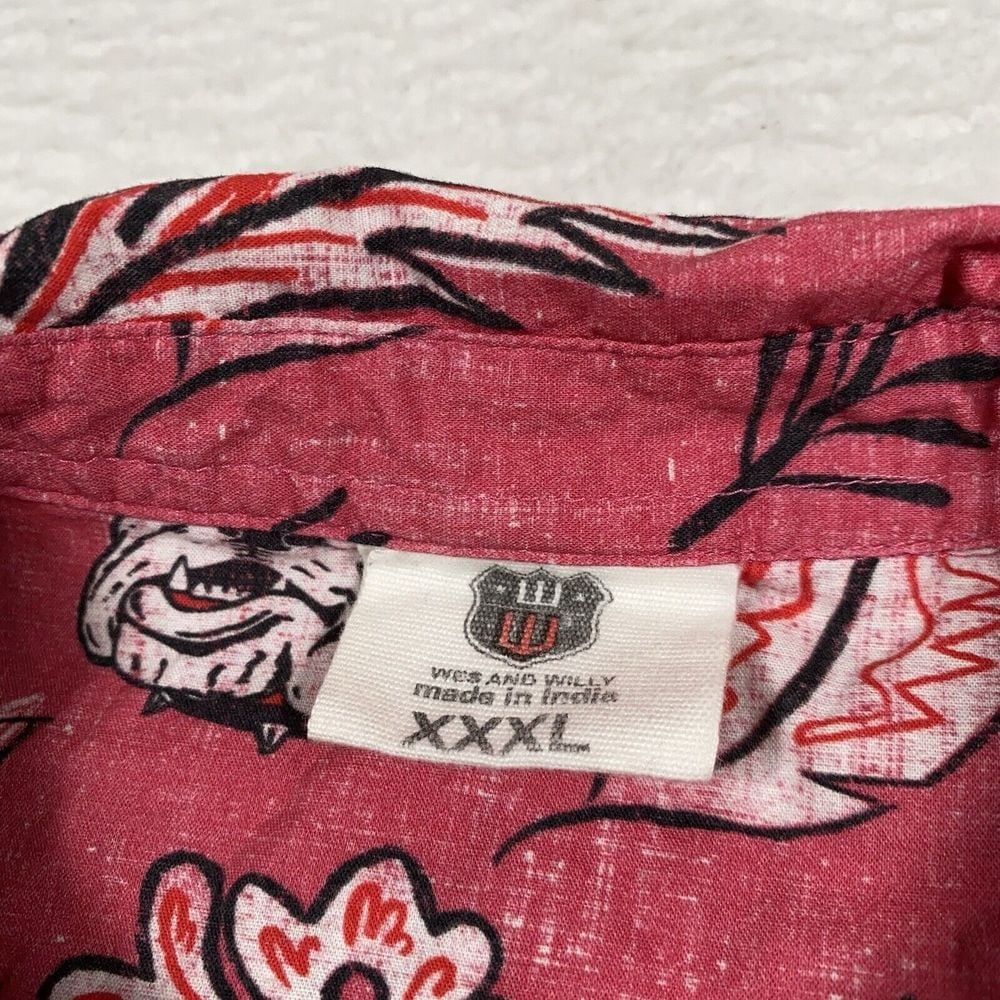 W
WES AND WILLY
made in India
XXXL